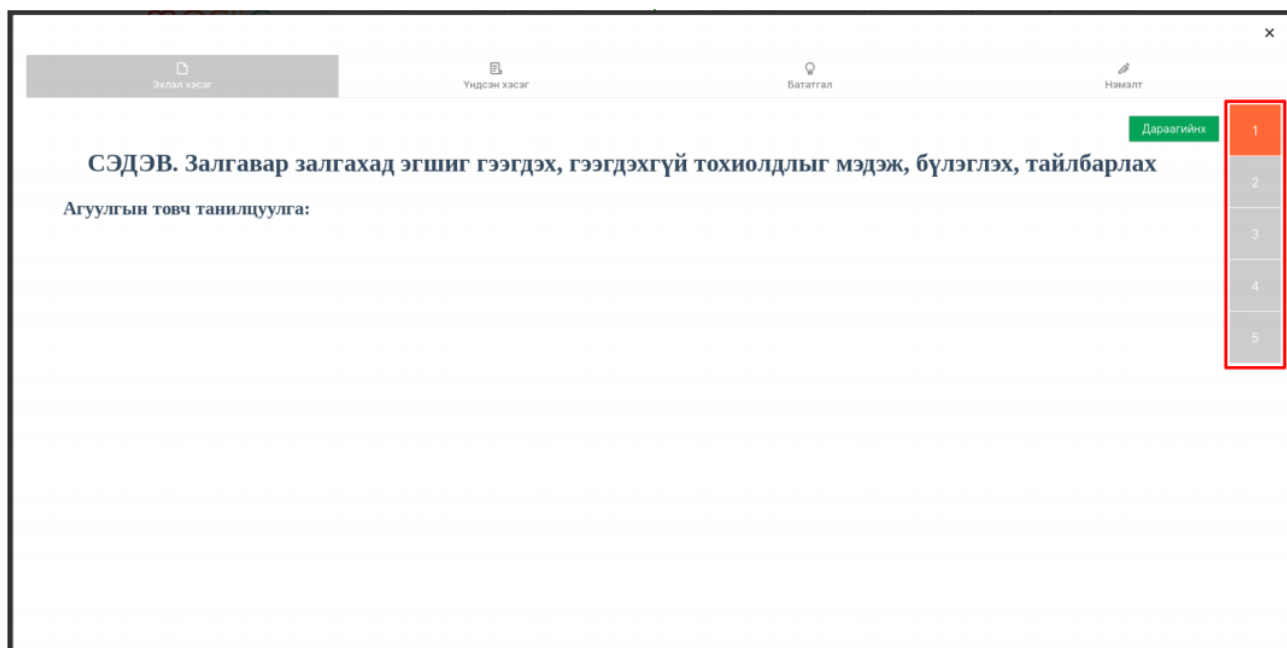 ×
Эхлэл хэсэг
Үндсэн хэсэг
Бататгал
Нэмэлт
Дараагийнх
1
СЭДЭВ. Залгавар залгахад эгшиг гээгдэх, гээгдэхгүй тохиолдлыг мэдэж, бүлэглэх, тайлбарлах
2
Агуулгын товч танилцуулга:
3
4
5